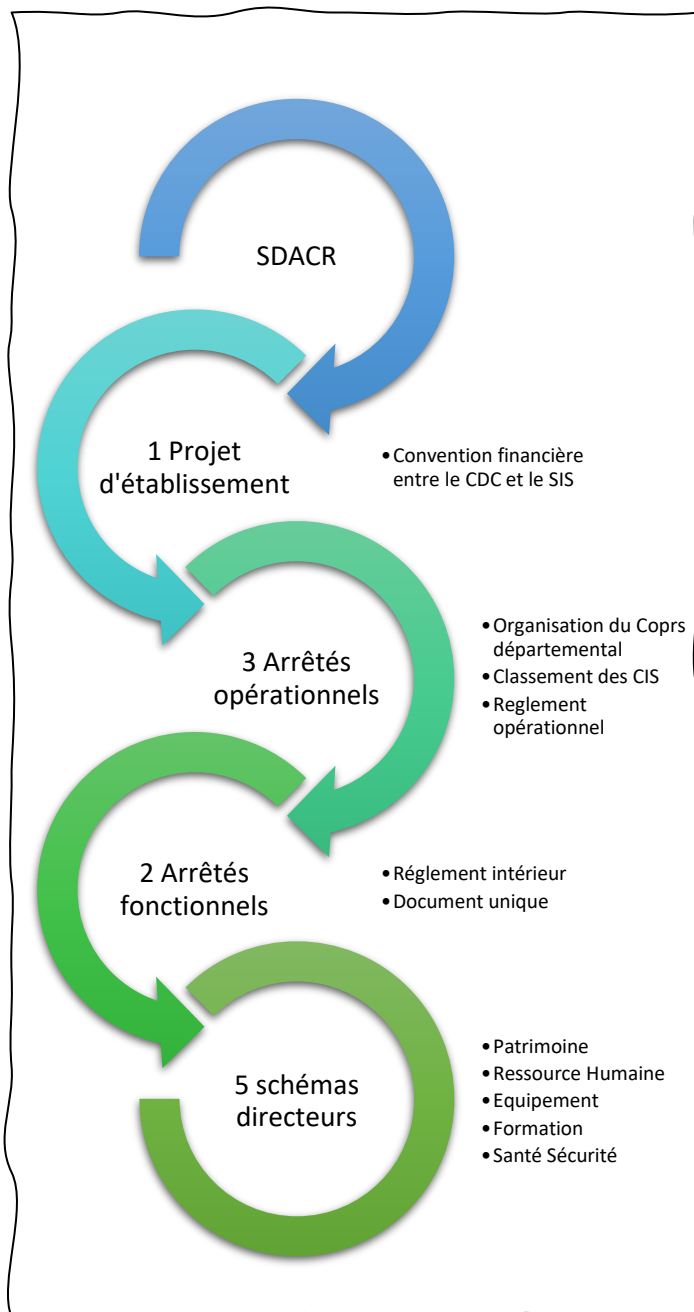 SDACR
1 Projet
d'établissement
•Convention financière
entre le CDC et le SIS
3 Arrêtés
opérationnels
•Organisation du Coprs
départemental
•Classement des CIS
•Reglement
opérationnel
2 Arrêtés
fonctionnels
•Réglement intérieur
•Document unique
5 schémas
directeurs
•Patrimoine
•Ressource Humaine
•Equipement
•Formation
•Santé Sécurité